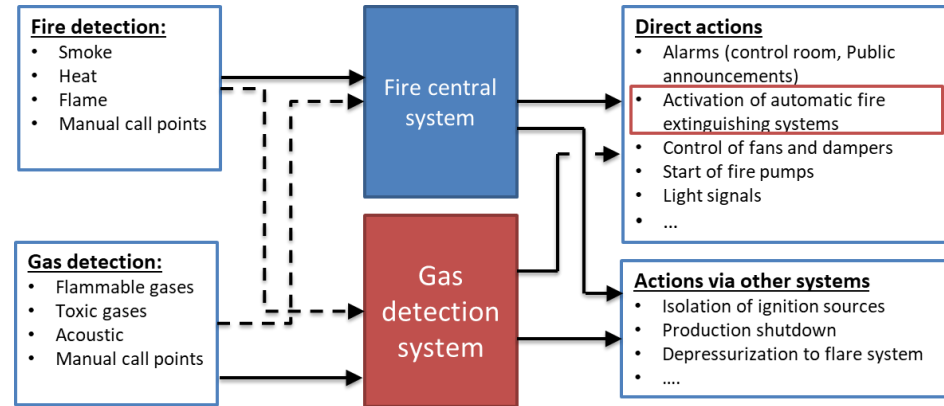 Fire detection:
• Smoke
• Heat
• Flame
• Manual call points
Gas detection:
• Flammable gases
• Toxic gases
• Acoustic
• Manual call points
Fire central
system
Gas
detection
system
Direct actions
• Alarms (control room, Public
announcements)
• Activation of automatic fire
extinguishing systems
• Control of fans and dampers
• Start of fire pumps
• Light signals
• ...
Actions via other systems
• Isolation of ignition sources
• Production shutdown
• Depressurization to flare system
• ....